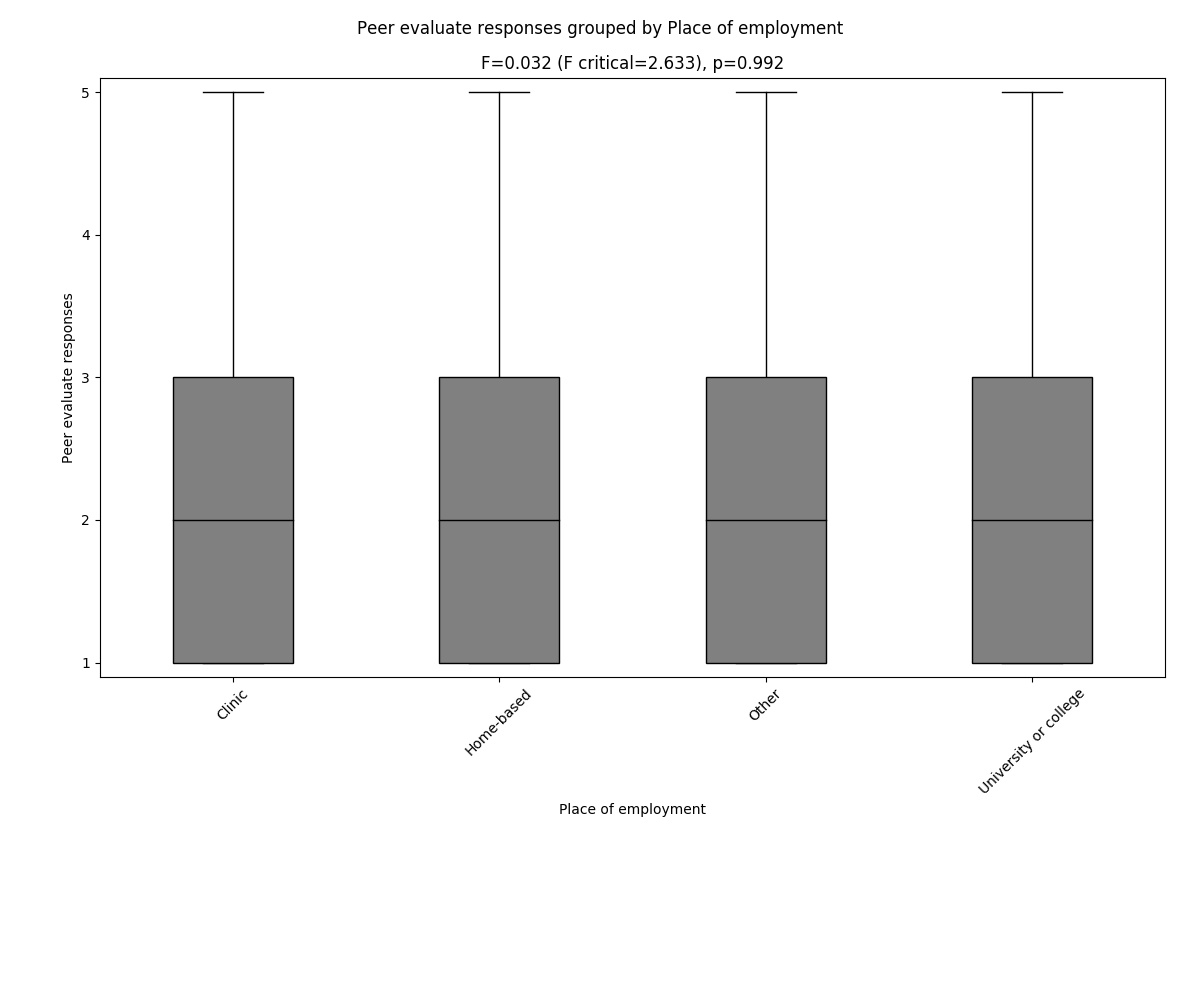 Peer evaluate responses grouped by Place of employment
F=0.032 (F critical=2.633), p=0.992
5
4
3
2
1
Peer evaluate responses
Clinic
Home-based
Other
University or college
Place of employment